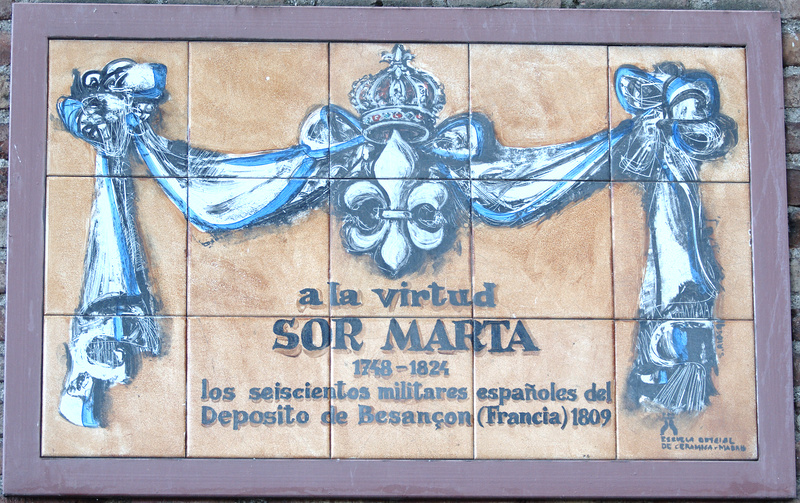 a la virtud
SOR MARTA
1748-1824
los seiscientos militares españoles del
Deposito de Besançon (Francia) 1809
ESCUELA OFICIAL
DE CERAMICA-MADRID